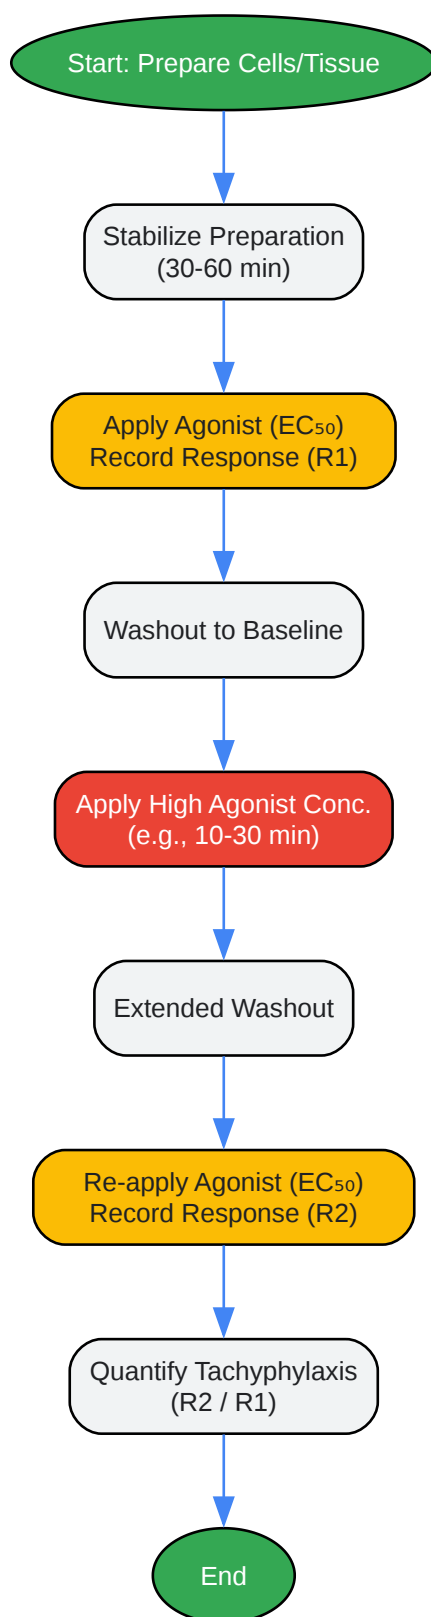 Start: Prepare Cells/Tissue
Stabilize Preparation
(30-60 min)
Apply Agonist (EC₅₀)
Record Response (R1)
Washout to Baseline
Apply High Agonist Conc.
(e.g., 10-30 min)
Extended Washout
Re-apply Agonist (EC₅₀)
Record Response (R2)
Quantify Tachyphylaxis
(R2 / R1)
End